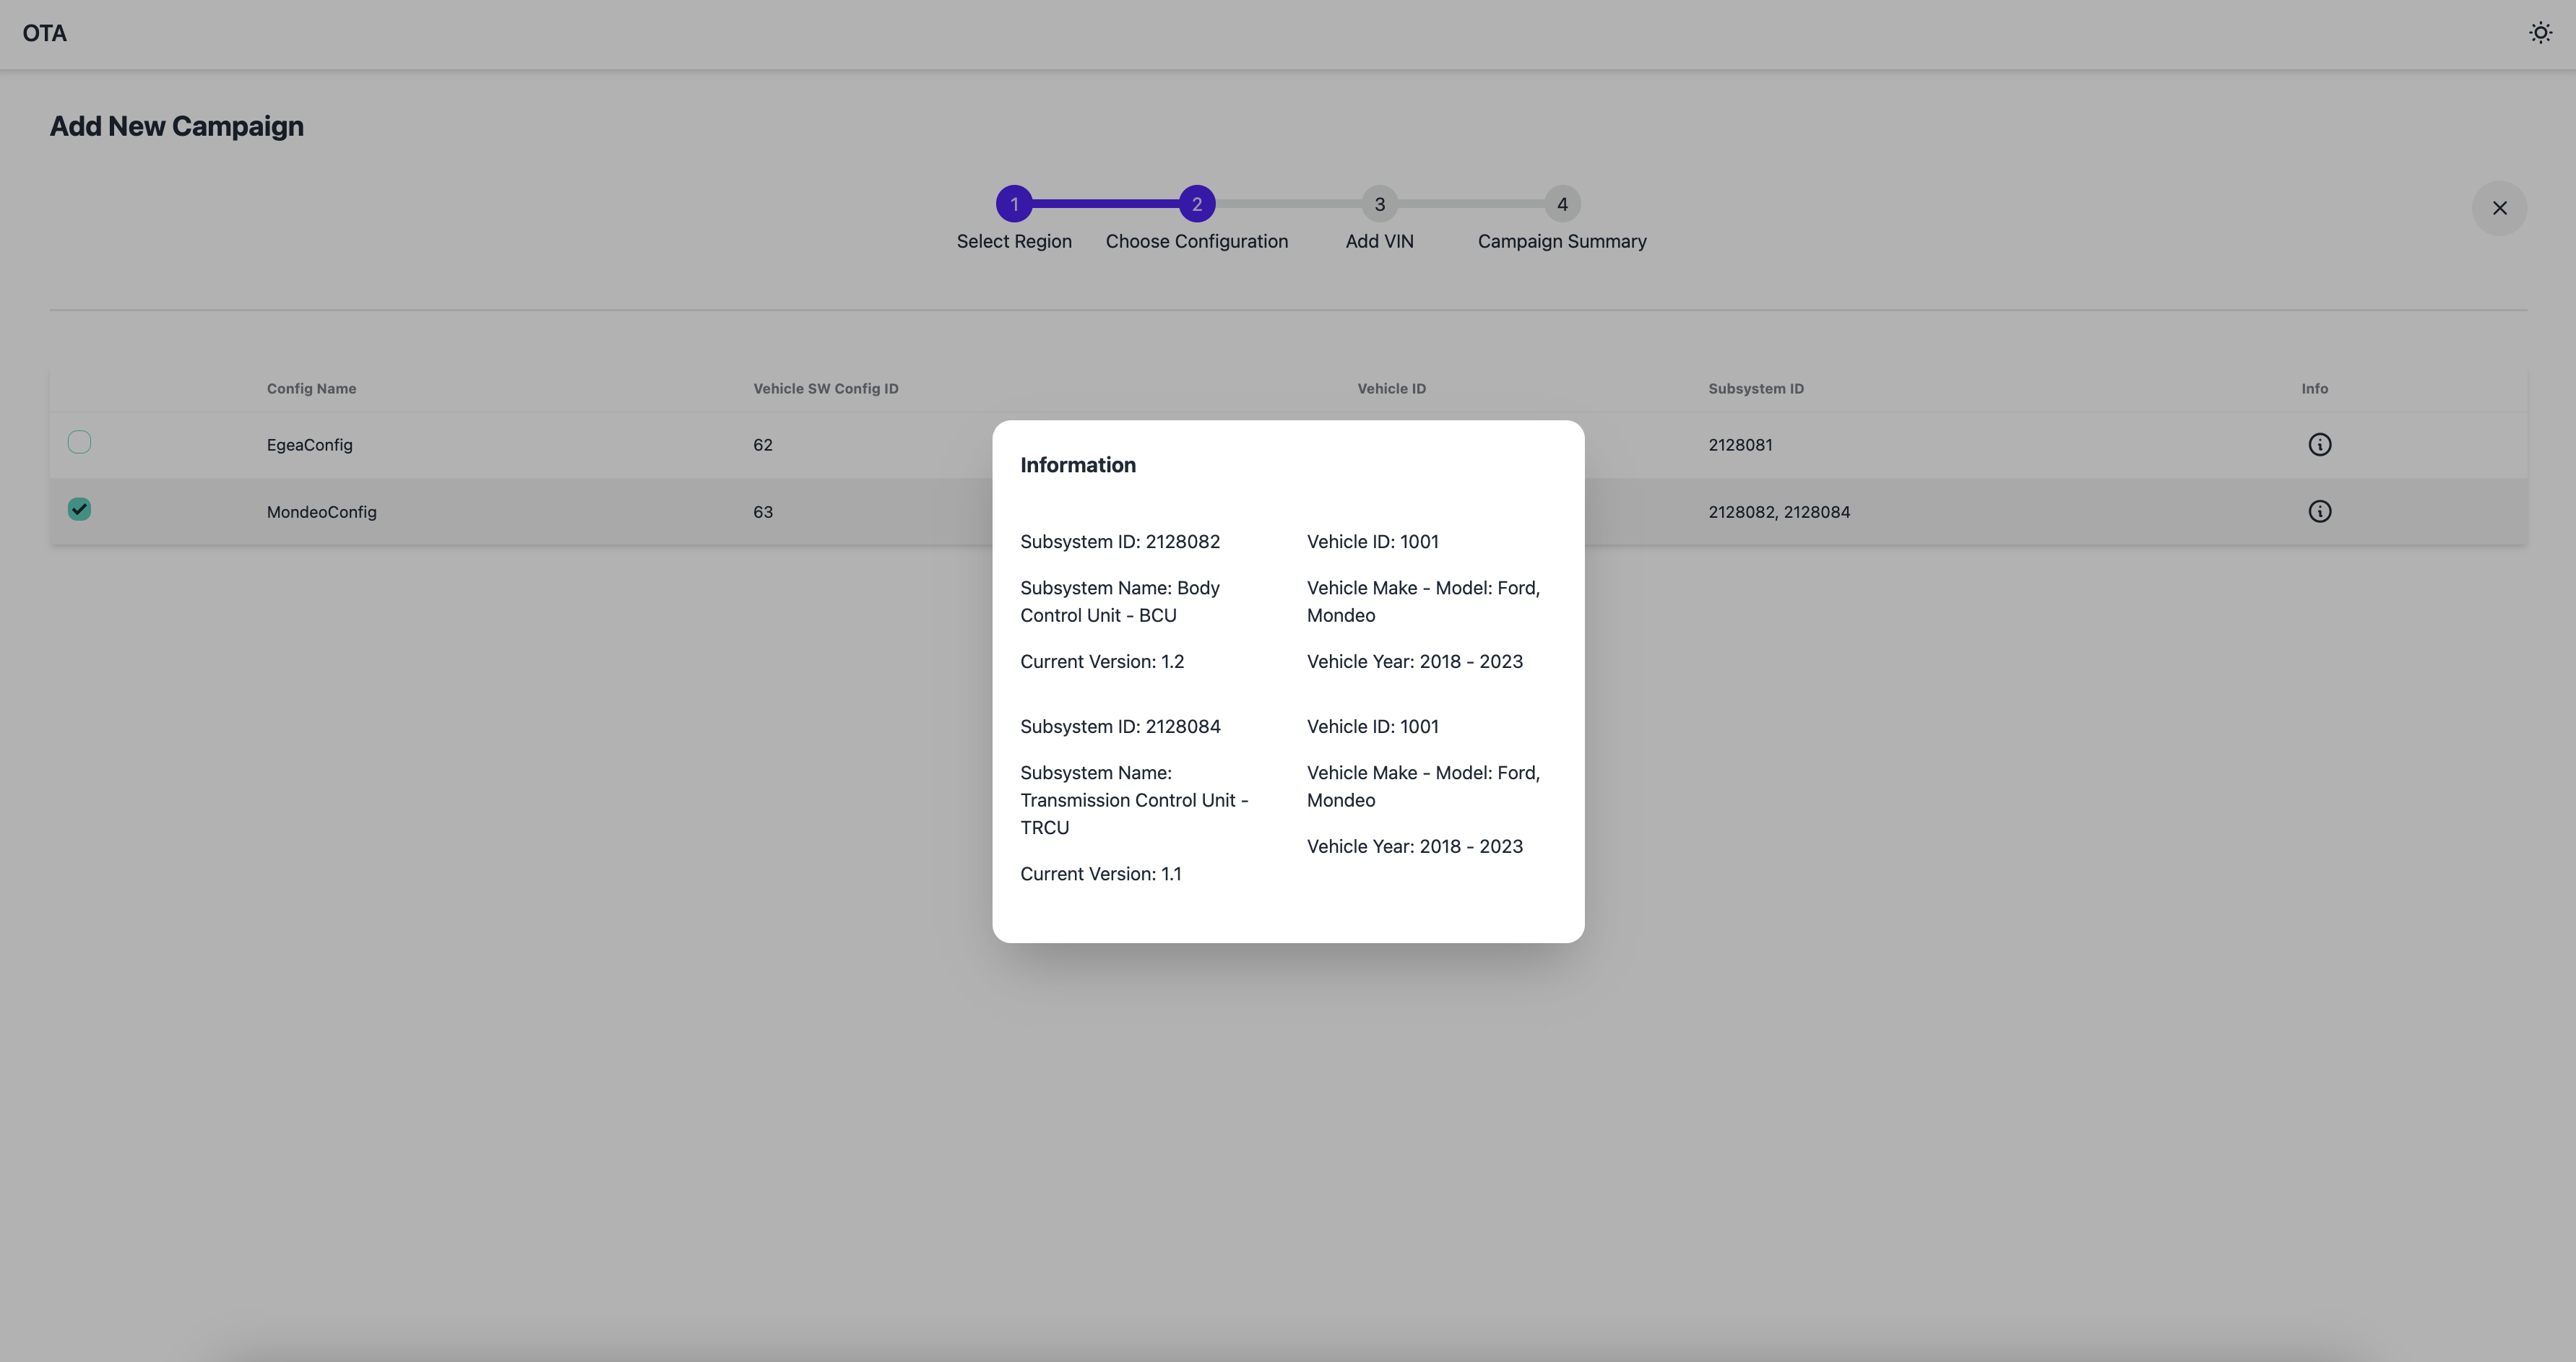 OTA
Add New Campaign
1
2
3
4
Select Region
Choose Configuration
Add VIN
Campaign Summary
Config Name
Vehicle SW Config ID
Vehicle ID
Subsystem ID
Info
EgeaConfig
62
2128081
MondeoConfig
63
2128082, 2128084
Information
Subsystem ID: 2128082
Subsystem Name: Body
Control Unit - BCU
Current Version: 1.2
Vehicle ID: 1001
Vehicle Make - Model: Ford,
Mondeo
Vehicle Year: 2018 - 2023
Subsystem ID: 2128084
Subsystem Name:
Transmission Control Unit -
TRCU
Current Version: 1.1
Vehicle ID: 1001
Vehicle Make - Model: Ford,
Mondeo
Vehicle Year: 2018 - 2023